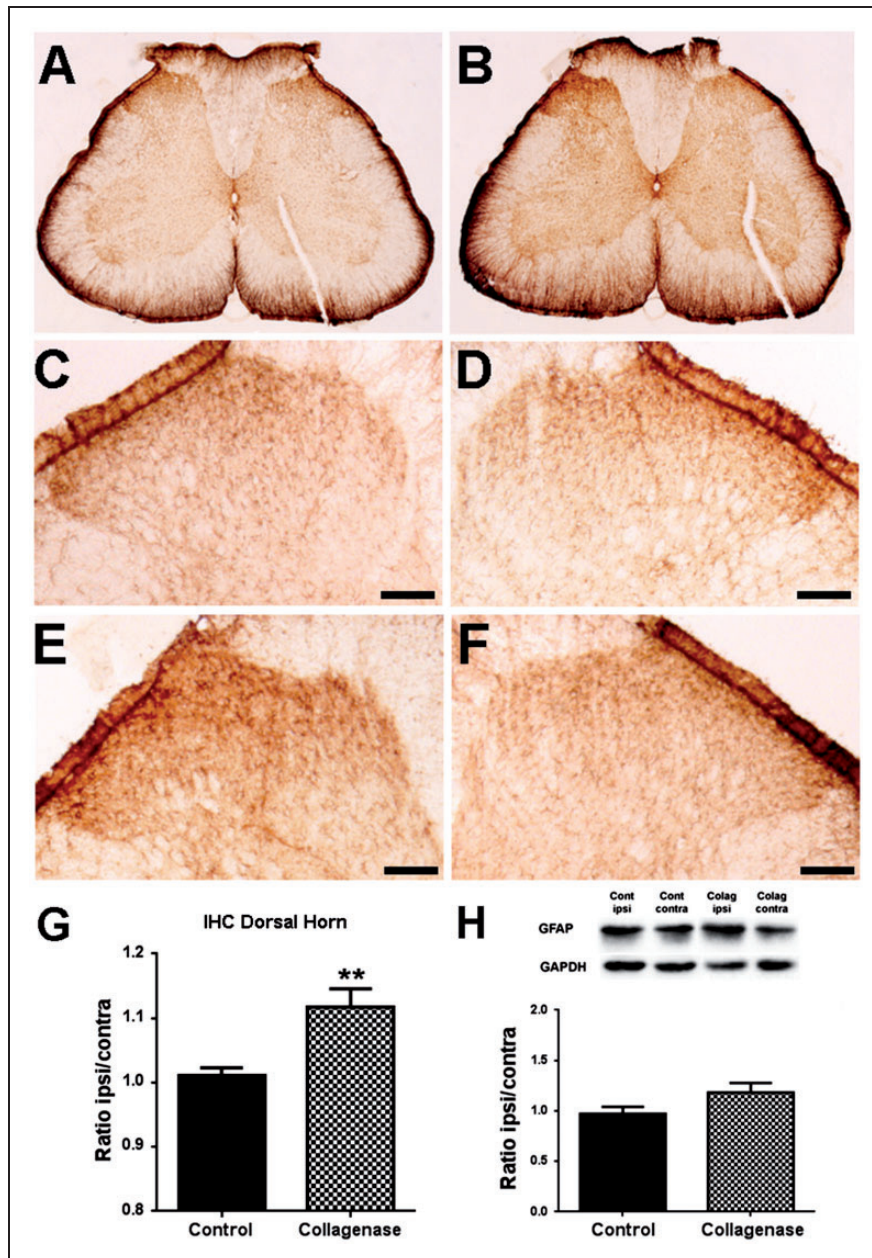 A
B
C
D
E
F
G
IHC Dorsal Horn
1.2
1.1
1.0
0.9
0.8
Ratio ipsi/contra
**
Control
Collagenase
H
Cont ipsi
Cont contra
Colag ipsi
Colag contra
GFAP
GAPDH
2.0
1.5
1.0
0.5
0.0
Ratio ipsi/contra
Control
Collagenase